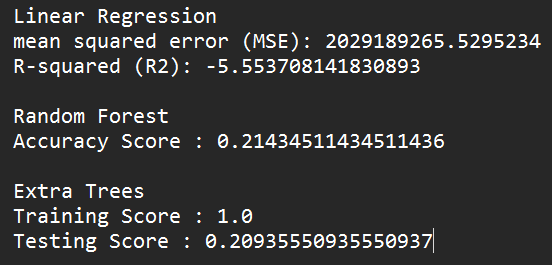 Linear Regression
mean squared error (MSE): 2029189265.5295234
R-squared (R2): -5.553708141830893
Random Forest
Accuracy Score : 0.21434511434511436
Extra Trees
Training Score : 1.0
Testing Score : 0.20935550935550937